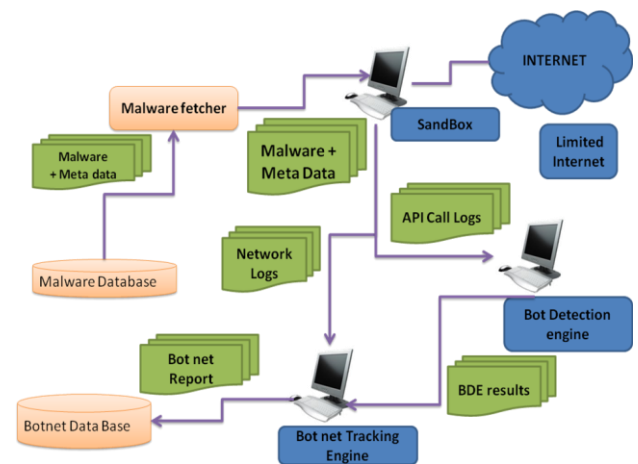 INTERNET
Malware fetcher
SandBox
Limited
Internet
Malware
+ Meta data
Malware +
Meta Data
API Call Logs
Network
Logs
Malware Database
Bot Detection
engine
Bot net
Report
BDE results
Botnet Data Base
Bot net Tracking
Engine